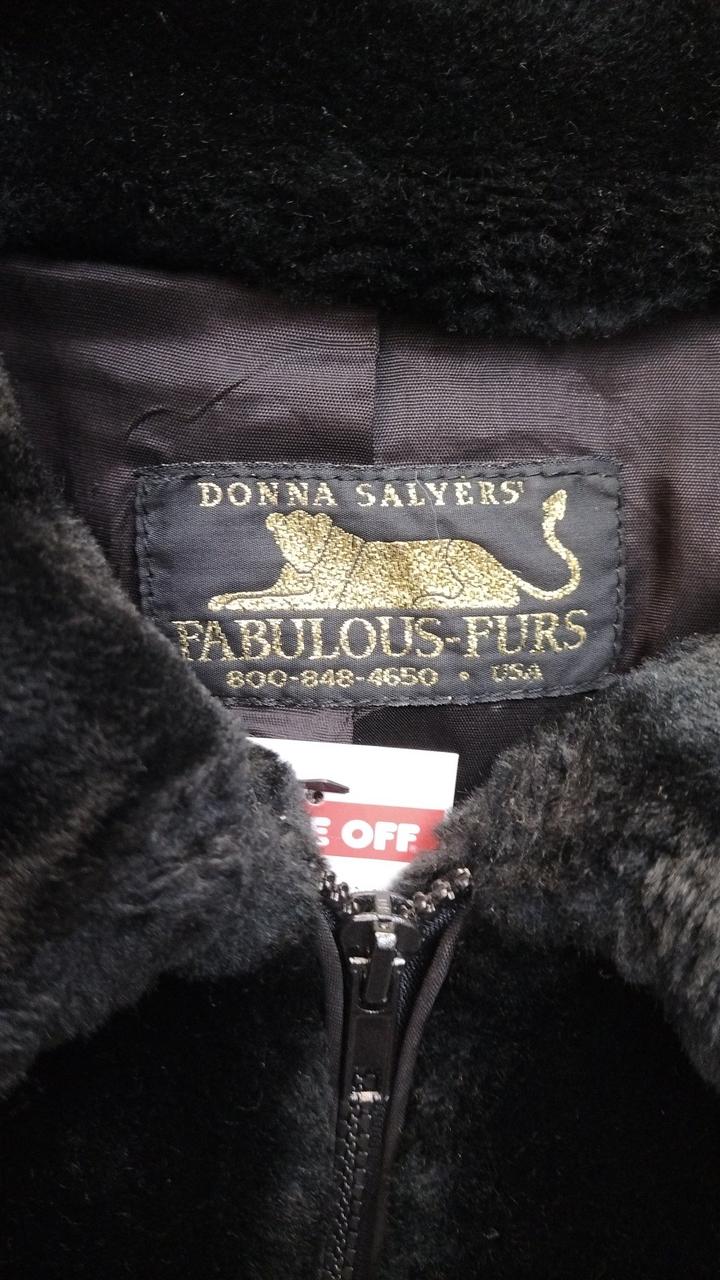 DONNA SALYERS'
FABULOUS-FURS
800-848-4650 • USA
E OFF